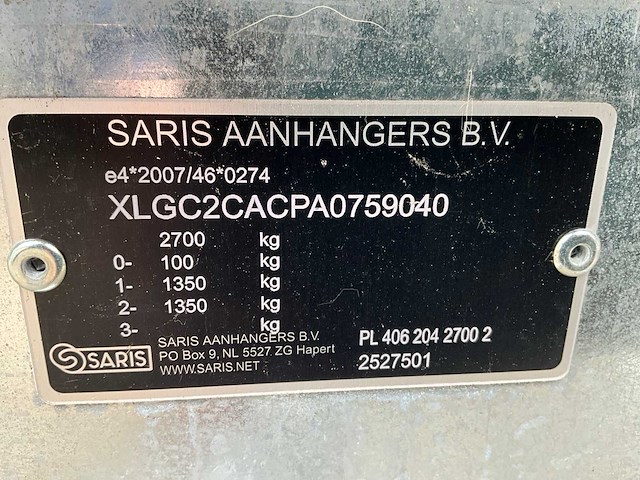 SARIS AANHANGERS B.V.
e4*2007/46*0274
XLGC2CACPA0759040
2700 kg
0- 100 kg
1- 1350 kg
2- 1350 kg
3- kg
SARIS
SARIS AANHANGERS B.V.
PO Box 9, NL 5527 ZG Hapert
WWW.SARIS.NET
PL 406 204 2700 2
2527501